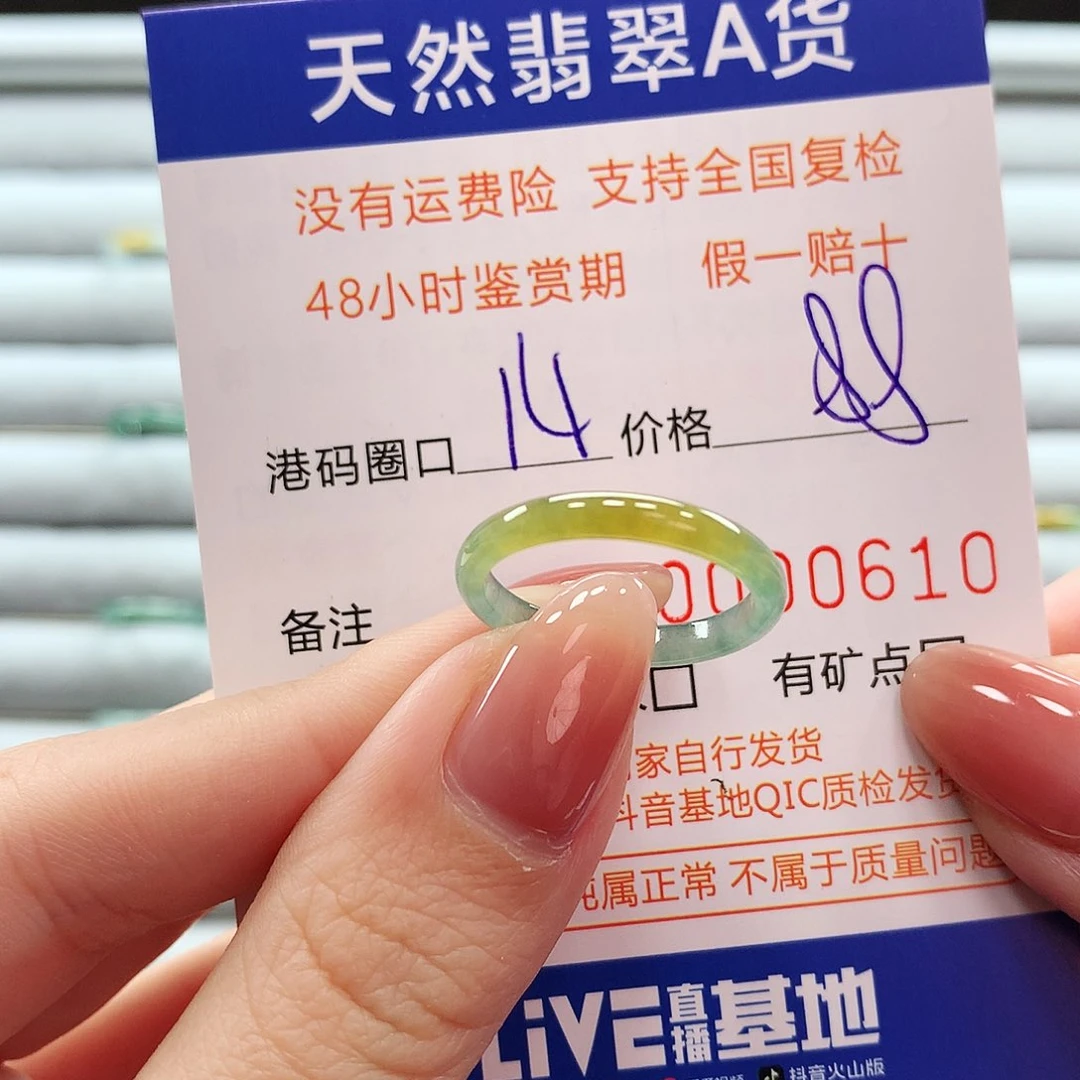 天然翡翠A货
没有运费险 支持全国复检
48小时鉴赏期 假一赔十
港码圈口 14 价格 88
备注 0000610
有矿点
家自行发货
抖音基地QIC质检发货
纯属正常 不属于质量问题
LiVE直播基地
抖音火山版